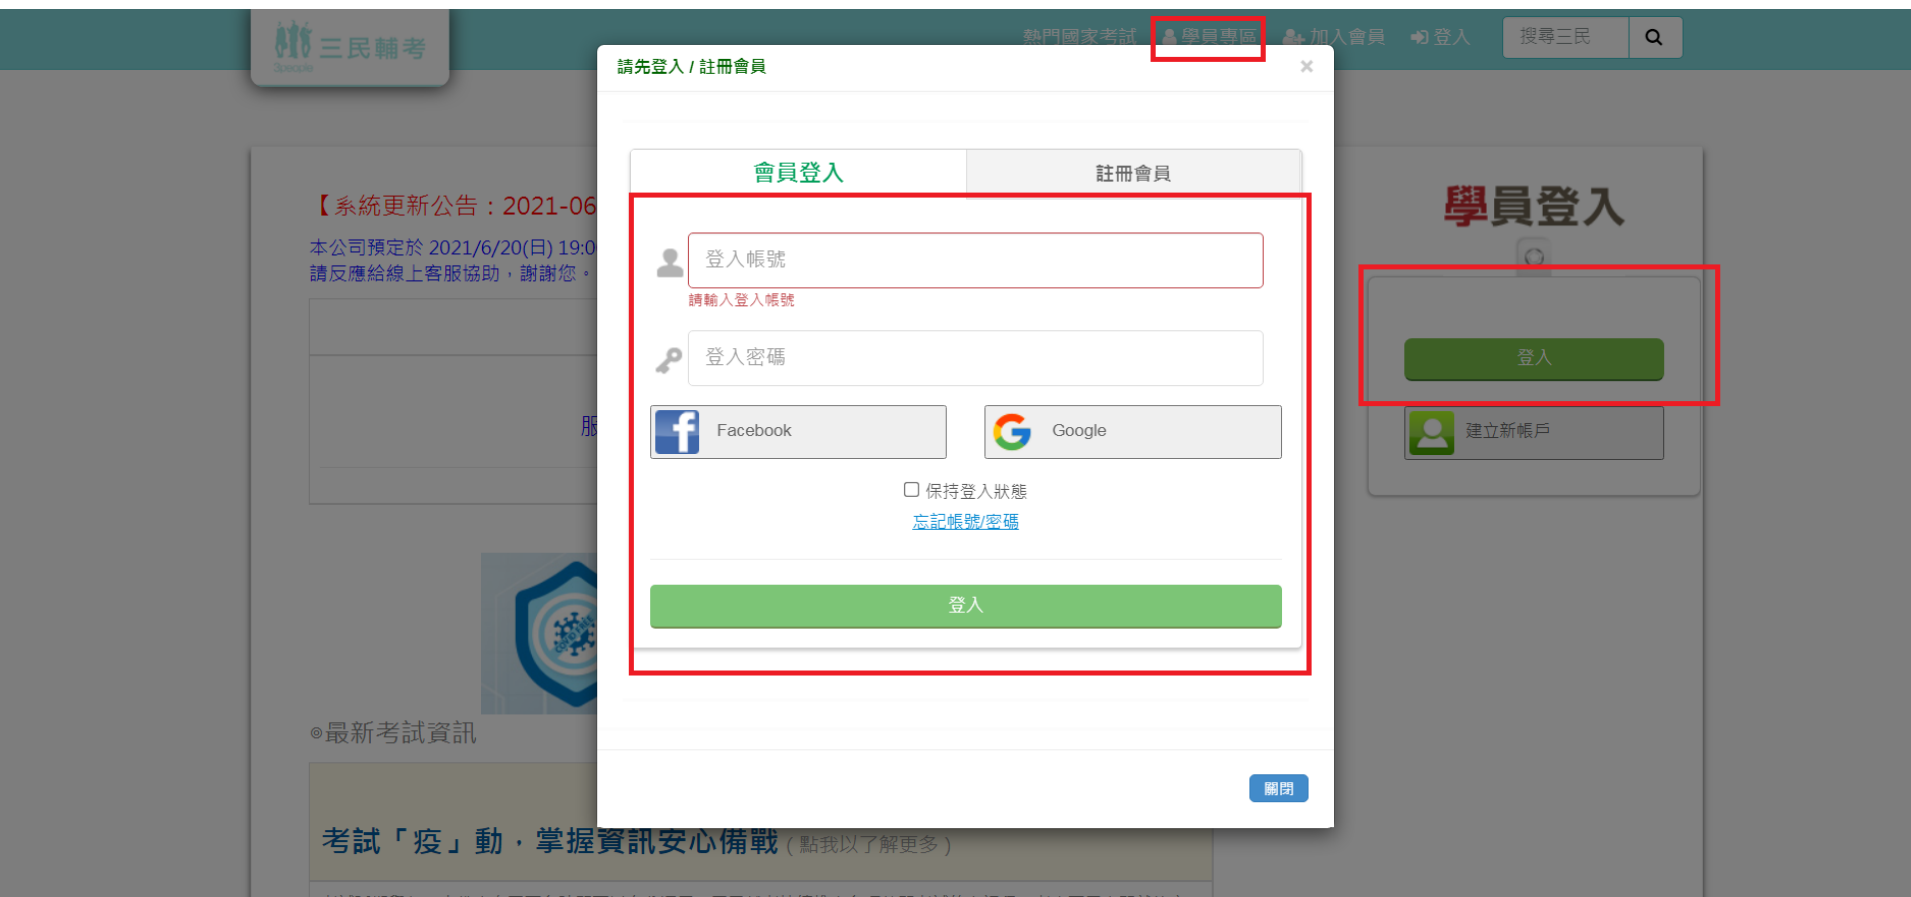 三民輔考
3people
熱門國家考試
學員專區
加入會員
登入
搜尋三民
請先登入 / 註冊會員
×
會員登入
註冊會員
登入帳號
請輸入登入帳號
登入密碼
Facebook
Google
保持登入狀態
忘記帳號/密碼
登入
關閉
【系統更新公告：2021-06
本公司預定於 2021/6/20(日) 19:0
請反應給線上客服協助，謝謝您。
服
學員登入
登入
建立新帳戶
◎最新考試資訊
考試「疫」動，掌握資訊安心備戰 ( 點我以了解更多 )